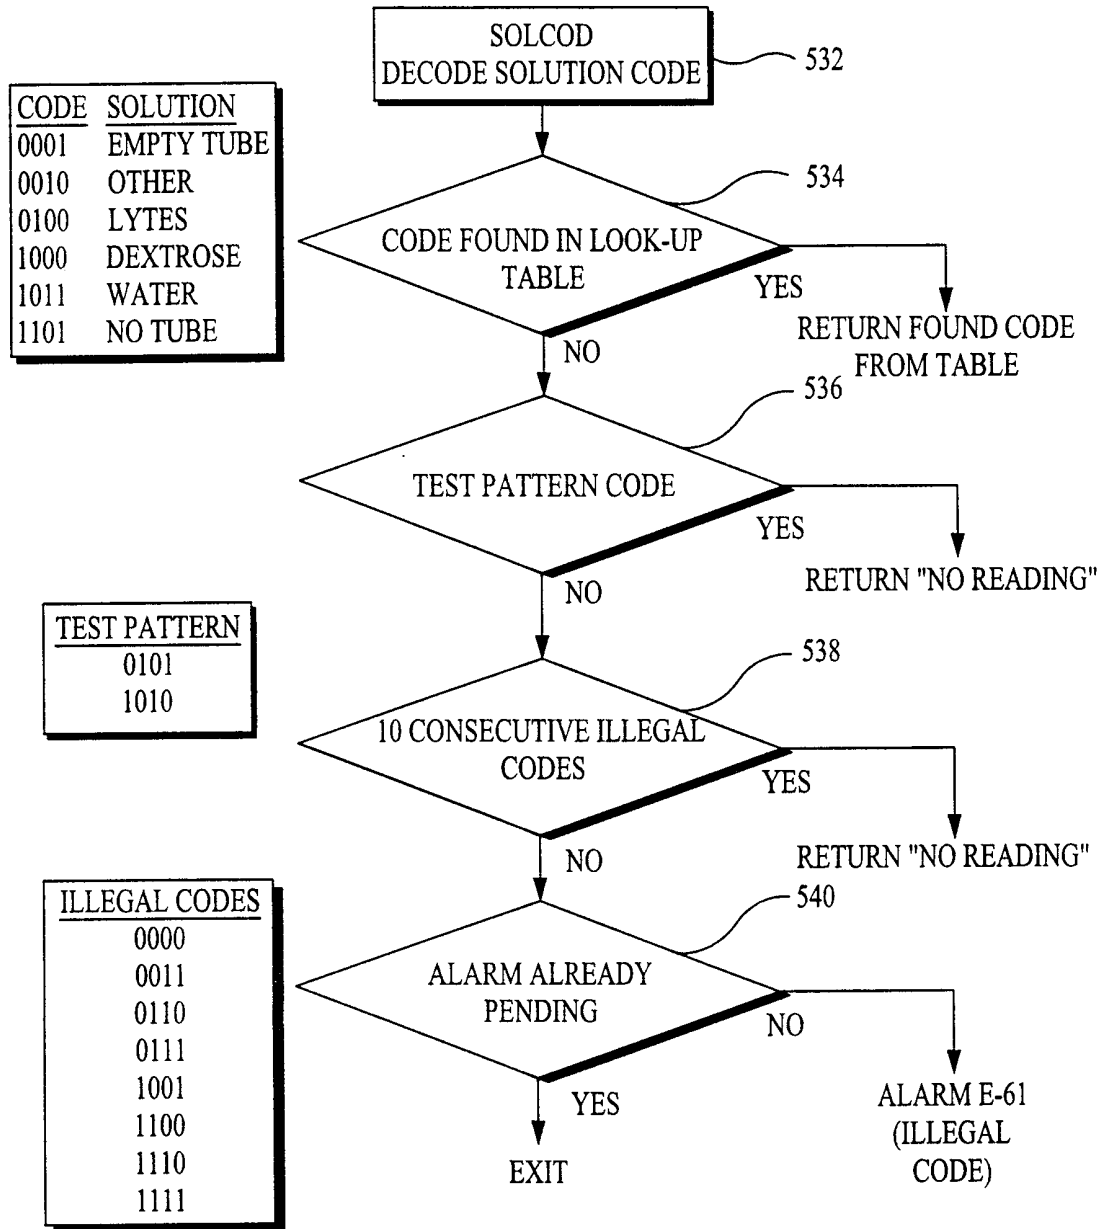 SOLCOD
DECODE SOLUTION CODE
532
CODE SOLUTION
0001 EMPTY TUBE
0010 OTHER
0100 LYTES
1000 DEXTROSE
1011 WATER
1101 NO TUBE
534
CODE FOUND IN LOOK-UP
TABLE
YES
RETURN FOUND CODE
FROM TABLE
NO
536
TEST PATTERN CODE
YES
RETURN "NO READING"
NO
TEST PATTERN
0101
1010
538
10 CONSECUTIVE ILLEGAL
CODES
YES
RETURN "NO READING"
NO
ILLEGAL CODES
0000
0011
0110
0111
1001
1100
1110
1111
540
ALARM ALREADY
PENDING
NO
ALARM E-61
(ILLEGAL
CODE)
YES
EXIT